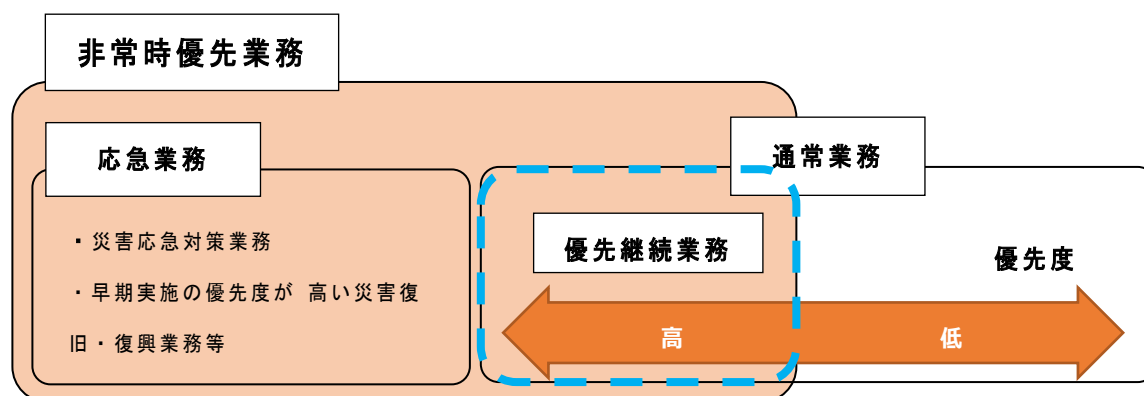 非常時優先業務
応急業務
・災害応急対策業務
・早期実施の優先度が 高い災害復
旧・復興業務等
通常業務
優先継続業務
優先度
高
低